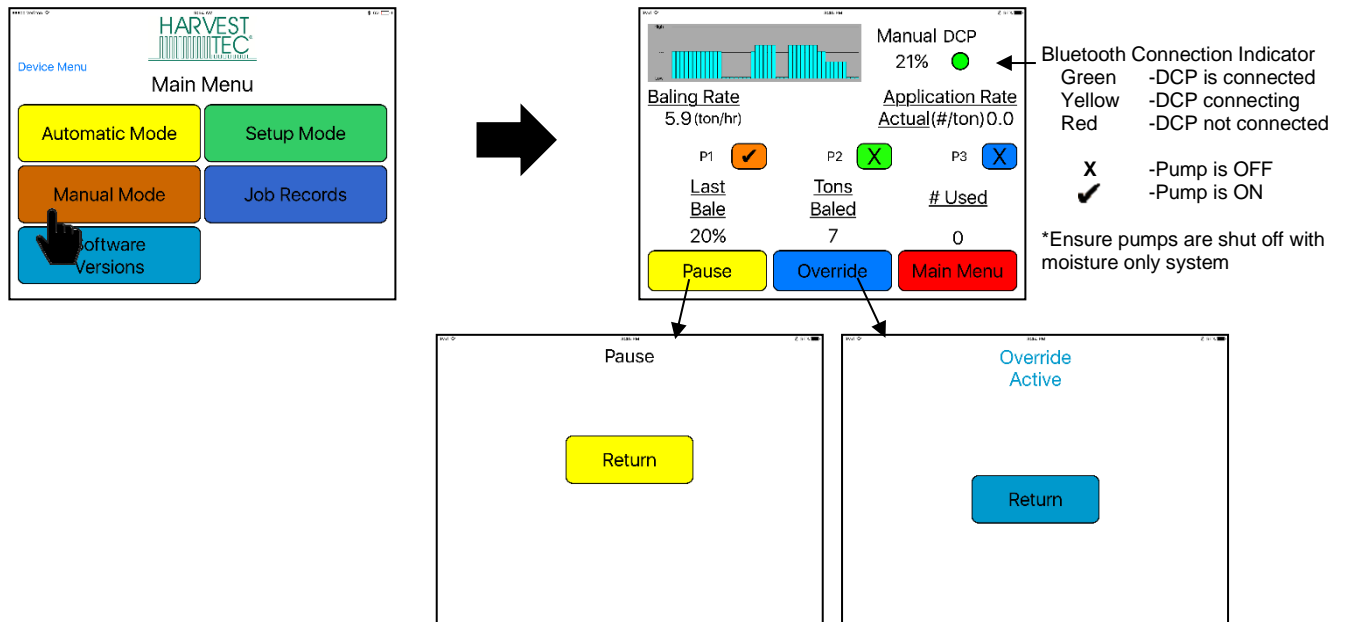 HARVEST
TEC
Device Menu
Main Menu
Automatic Mode
Setup Mode
Manual Mode
Job Records
Software
Versions
High
Low
Manual DCP
21%
Baling Rate
5.9 (ton/hr)
Application Rate
Actual(#/ton)0.0
P1 ✔
P2 X
P3 X
Last
Bale
20%
Tons
Baled
7
# Used
0
Pause
Override
Main Menu
Bluetooth Connection Indicator
Green -DCP is connected
Yellow -DCP connecting
Red -DCP not connected
X -Pump is OFF
✔ -Pump is ON
*Ensure pumps are shut off with
moisture only system
Pause
Return
Override
Active
Return